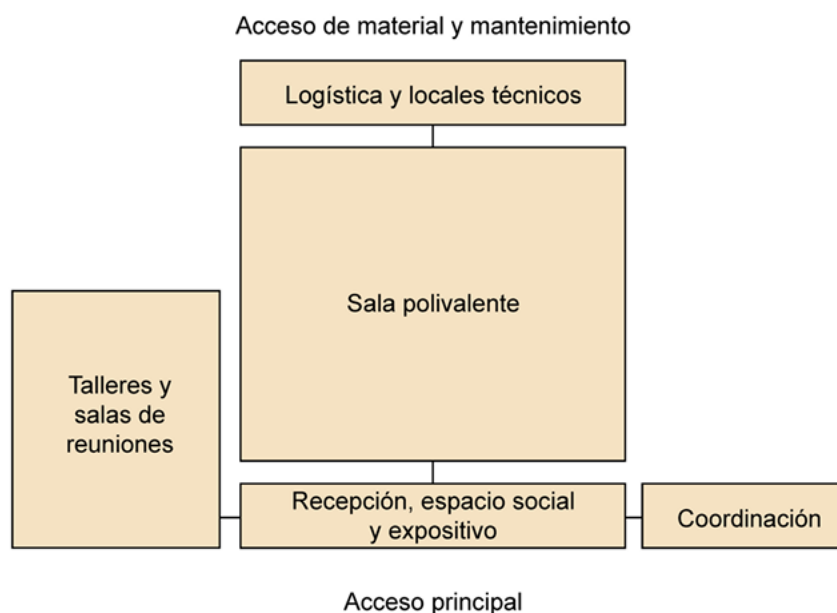 Acceso de material y mantenimiento
Logística y locales técnicos
Sala polivalente
Talleres y
salas de
reuniones
Recepción, espacio social
y expositivo
Coordinación
Acceso principal